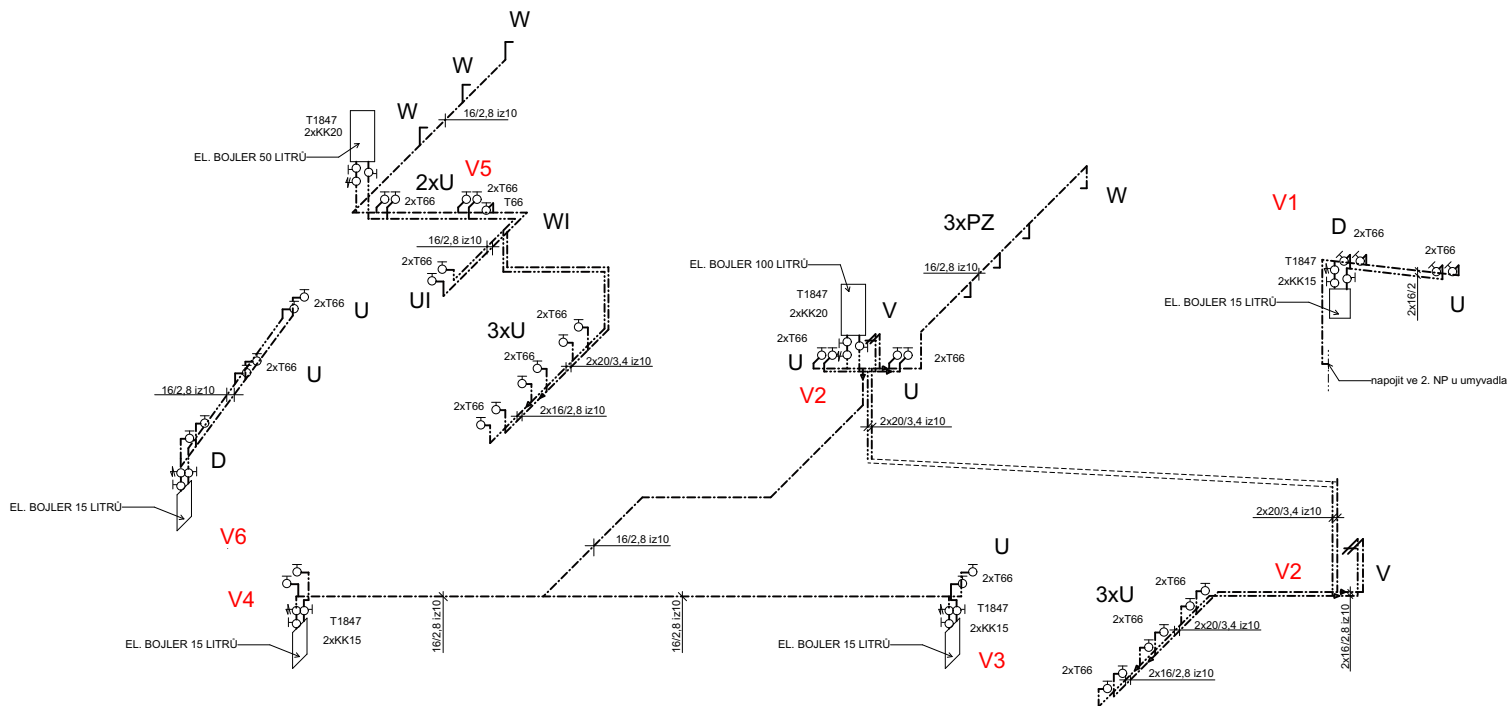 W
W
W
16/2,8 iz10
T1847
2xKK20
EL. BOJLER 50 LITRŮ
V5
2xU
2xT66
2xT66
T66
WI
16/2,8 iz10
2xT66
UI
3xU
2xT66
2xT66
2xT66
2x20/3,4 iz10
2x16/2,8 iz10
2xT66
U
2xT66
U
16/2,8 iz10
D
EL. BOJLER 15 LITRŮ
V6
W
3xPZ
16/2,8 iz10
EL. BOJLER 100 LITRŮ
T1847
2xKK20
V
2xT66
2xT66
U
U
V2
2x20/3,4 iz10
V1
D
2xT66
2xT66
T1847
2xKK15
EL. BOJLER 15 LITRŮ
2x16/2
U
napojit ve 2. NP u umyvadla
16/2,8 iz10
V4
T1847
2xKK15
EL. BOJLER 15 LITRŮ
16/2,8 iz10
16/2,8 iz10
U
2xT66
T1847
2xKK15
EL. BOJLER 15 LITRŮ
V3
2x20/3,4 iz10
V2
V
3xU
2xT66
2xT66
2xT66
2x20/3,4 iz10
2x16/2,8 iz10
2x16/2,8 iz10